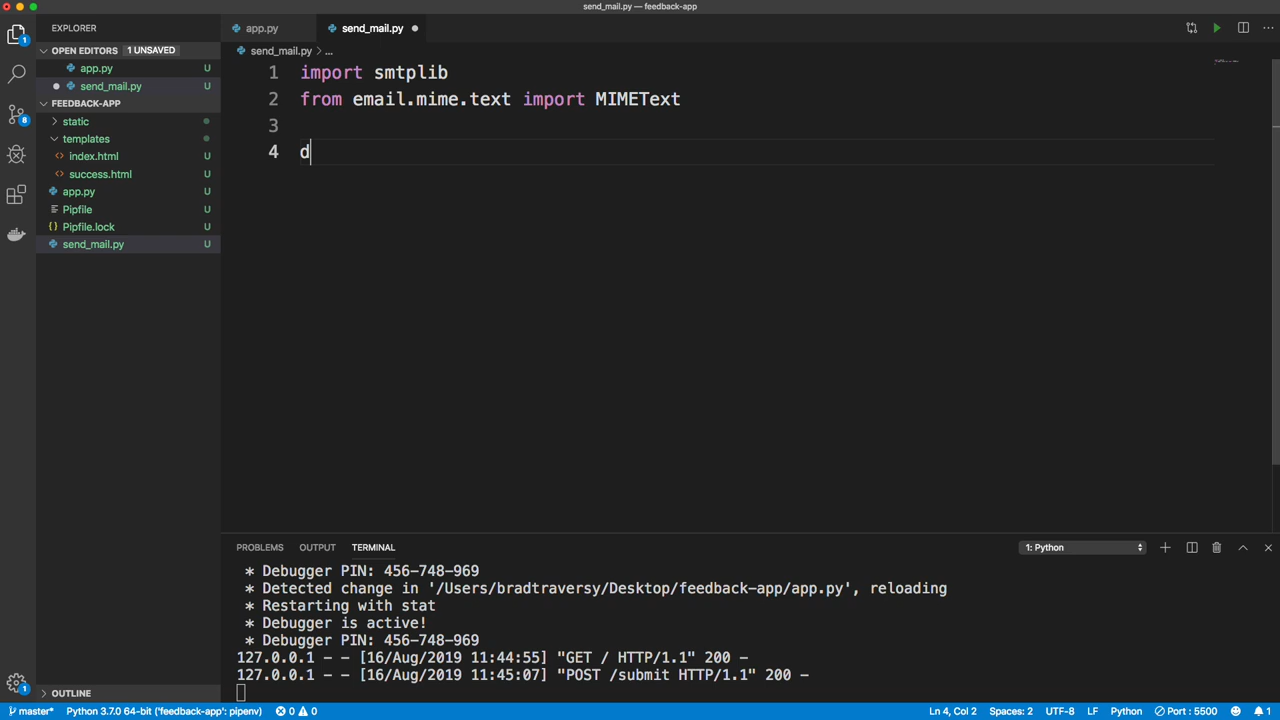 send_mail.py — feedback-app
EXPLORER
OPEN EDITORS 1 UNSAVED
app.py U
send_mail.py U
FEEDBACK-APP
static
templates
index.html U
success.html U
app.py U
Pipfile U
Pipfile.lock U
send_mail.py U
OUTLINE
app.py send_mail.py
send_mail.py > ...
1 import smtplib
2 from email.mime.text import MIMEText
3
4 d
PROBLEMS OUTPUT TERMINAL 1: Python
* Debugger PIN: 456-748-969
* Detected change in '/Users/bradtraversy/Desktop/feedback-app/app.py', reloading
* Restarting with stat
* Debugger is active!
* Debugger PIN: 456-748-969
127.0.0.1 - - [16/Aug/2019 11:44:55] "GET / HTTP/1.1" 200 -
127.0.0.1 - - [16/Aug/2019 11:45:07] "POST /submit HTTP/1.1" 200 -
1
8
1
master* Python 3.7.0 64-bit ('feedback-app': pipenv) 0 0 Ln 4, Col 2 Spaces: 2 UTF-8 LF Python Port : 5500 1